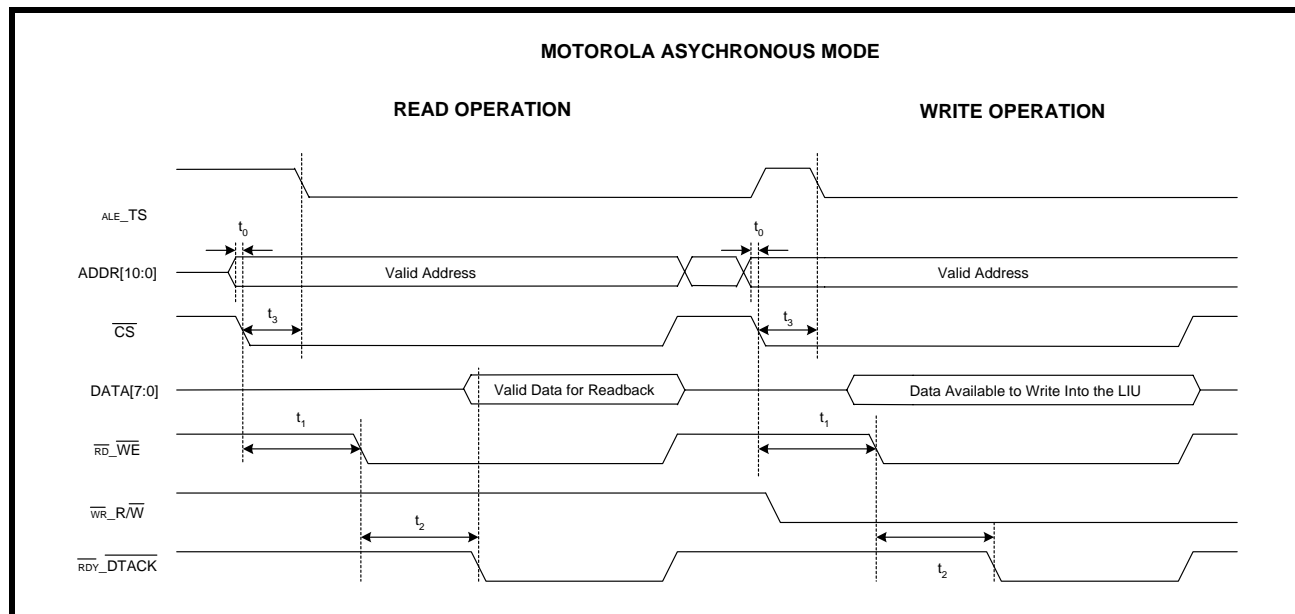 MOTOROLA ASYCHRONOUS MODE
READ OPERATION WRITE OPERATION
ALE_TS
t0 t0
ADDR[10:0] Valid Address Valid Address
CS t3 t3
DATA[7:0] Valid Data for Readback Data Available to Write Into the LIU
RD_WE t1 t1
WR_R/W
t2
RDY_DTACK t2